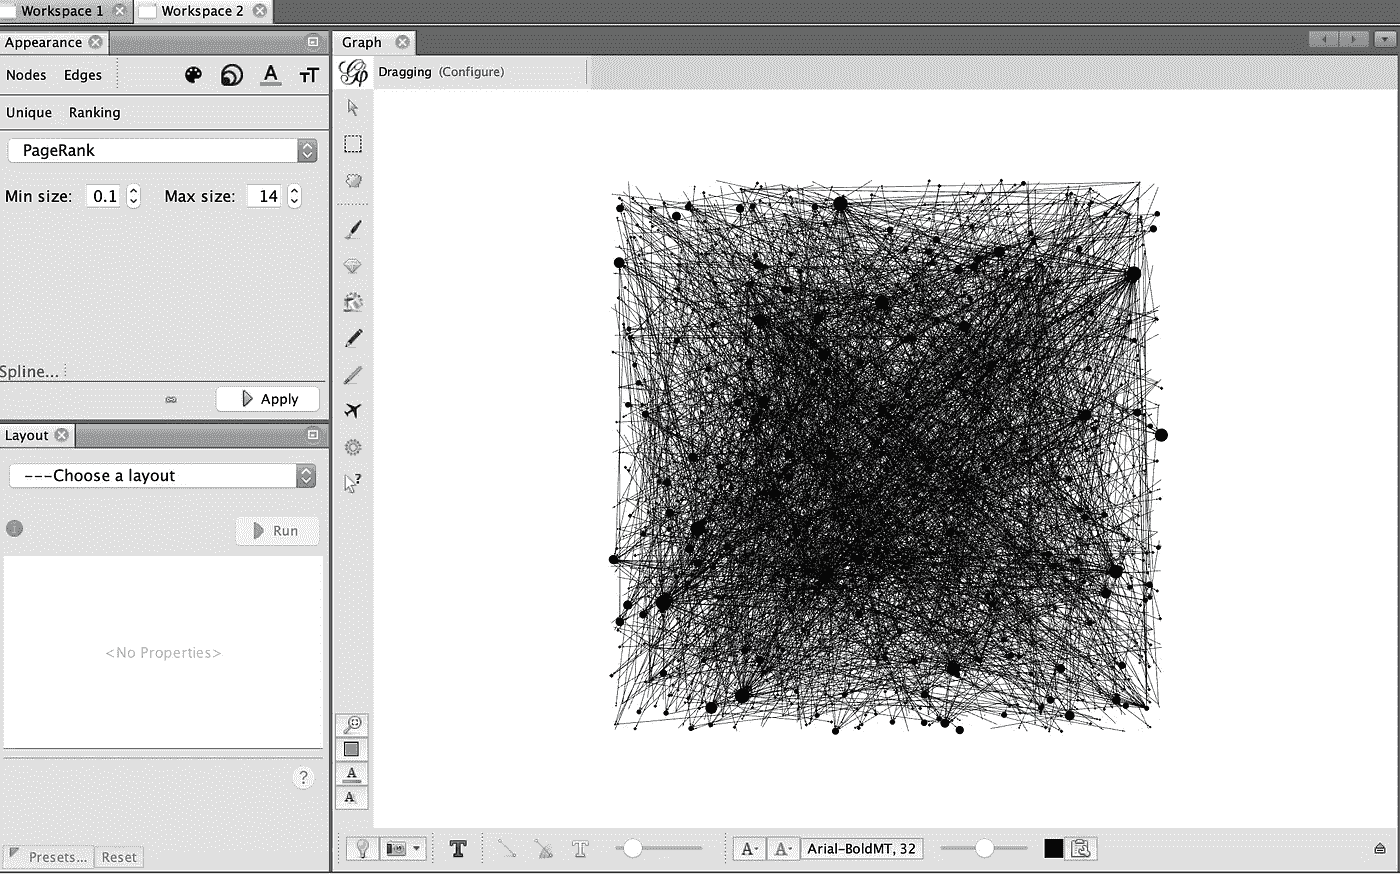 Workspace 1
Workspace 2
Appearance
Nodes Edges A TT
Unique Ranking
PageRank
Min size: 0.1 Max size: 14
Spline...
Apply
Layout
---Choose a layout
Run
<No Properties>
?
Presets... Reset
Graph
Dragging (Configure)
?
A
A
T T A A Arial-BoldMT, 32